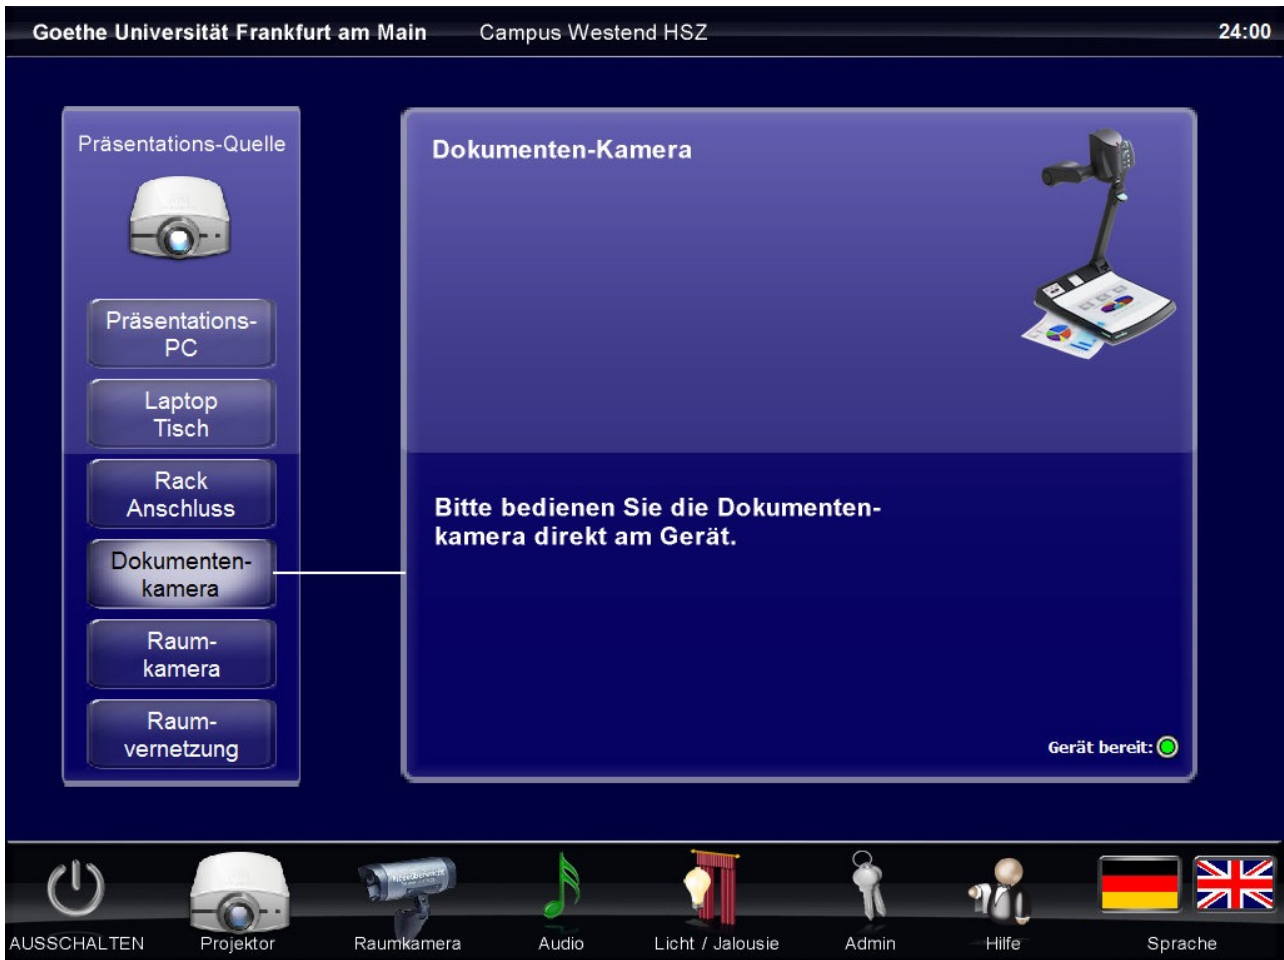 Goethe Universität Frankfurt am Main Campus Westend HSZ 24:00
Präsentations-Quelle
Präsentations-
PC
Laptop
Tisch
Rack
Anschluss
Dokumenten-
kamera
Raum-
kamera
Raum-
vernetzung
Dokumenten-Kamera
Bitte bedienen Sie die Dokumenten-
kamera direkt am Gerät.
Gerät bereit:
AUSSCHALTEN Projektor Raumkamera Audio Licht / Jalousie Admin Hilfe Sprache